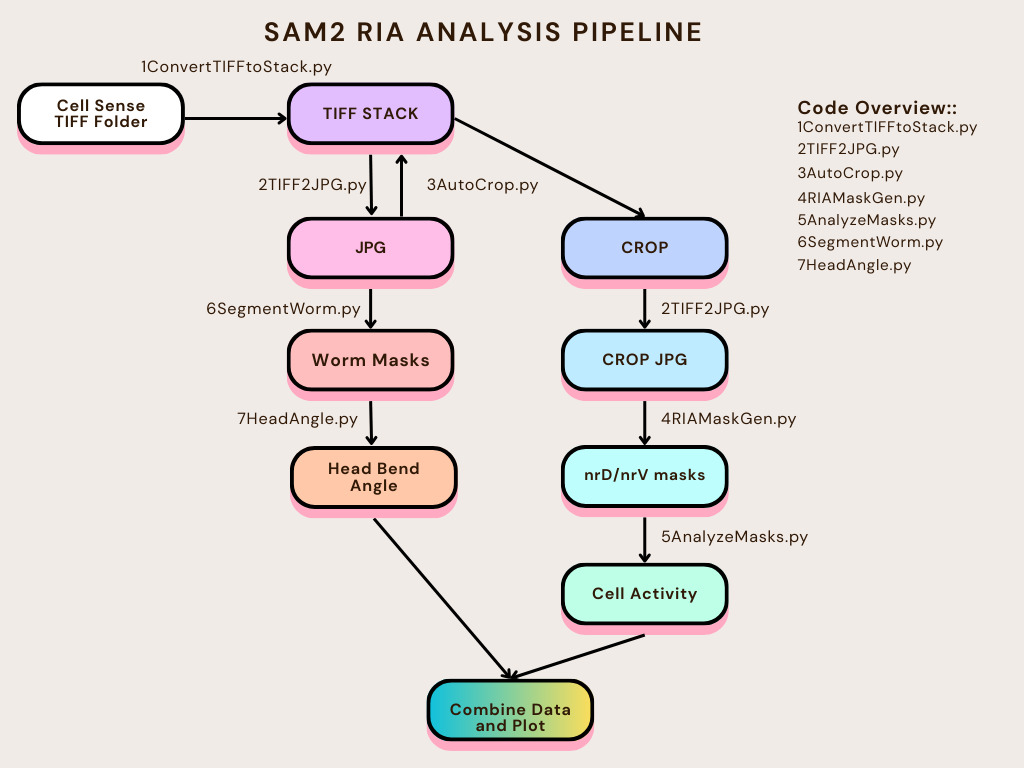 SAM2 RIA ANALYSIS PIPELINE
1ConvertTIFFtoStack.py
Cell Sense
TIFF Folder
TIFF STACK
Code Overview::
1ConvertTIFFtoStack.py
2TIFF2JPG.py
3AutoCrop.py
4RIAMaskGen.py
5AnalyzeMasks.py
6SegmentWorm.py
7HeadAngle.py
2TIFF2JPG.py
3AutoCrop.py
JPG
CROP
6SegmentWorm.py
2TIFF2JPG.py
Worm Masks
CROP JPG
7HeadAngle.py
4RIAMaskGen.py
Head Bend
Angle
nrD/nrV masks
5AnalyzeMasks.py
Cell Activity
Combine Data
and Plot